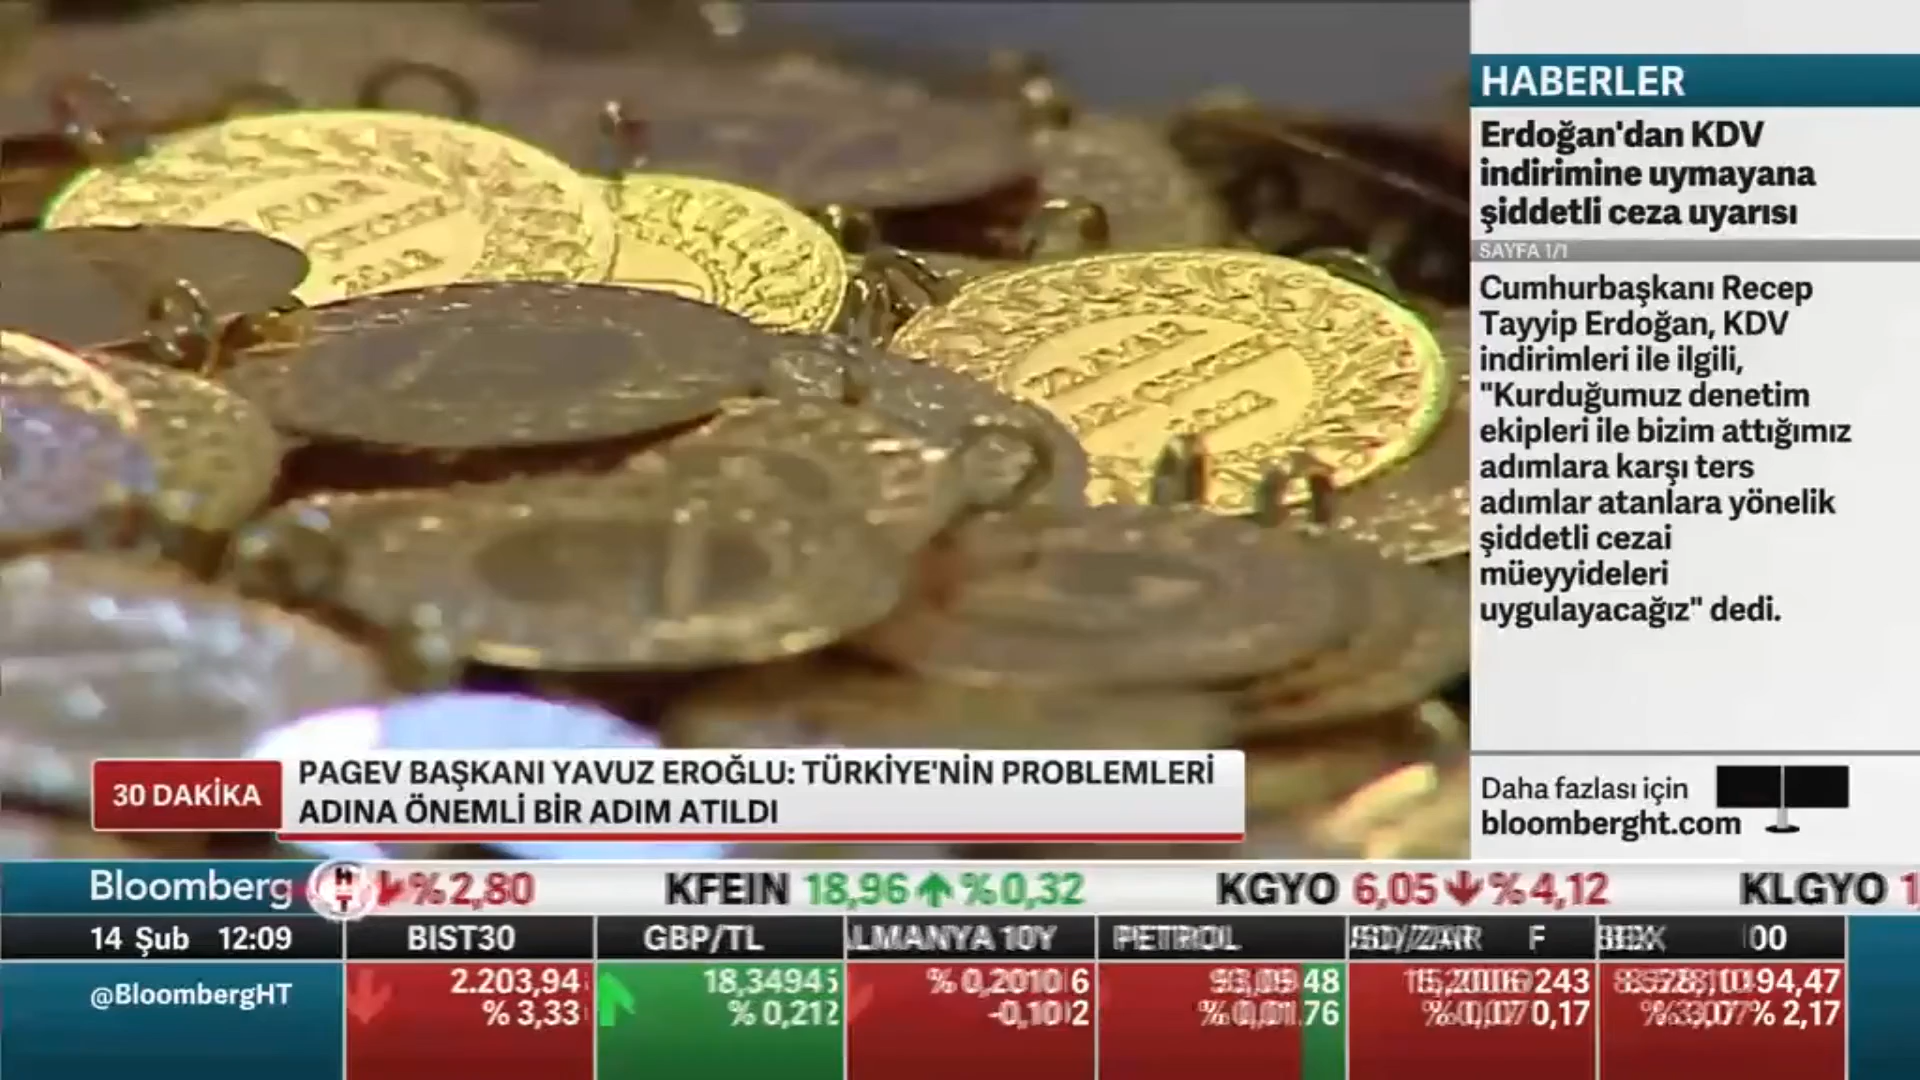 HABERLER
Erdoğan'dan KDV
indirimine uymayana
şiddetli ceza uyarısı
SAYFA 1/1
Cumhurbaşkanı Recep
Tayyip Erdoğan, KDV
indirimleri ile ilgili,
"Kurduğumuz denetim
ekipleri ile bizim attığımız
adımlara karşı ters
adımlar atanlara yönelik
şiddetli cezai
müeyyideleri
uygulayacağız" dedi.
Daha fazlası için
bloomberght.com
30 DAKİKA
PAGEV BAŞKANI YAVUZ EROĞLU: TÜRKİYE'NİN PROBLEMLERİ
ADINA ÖNEMLİ BİR ADIM ATILDI
Bloomberg HT %2,80 KFEIN 18,96 %0,32 KGYO 6,05 %4,12 KLGYO
14 Şub 12:09 BIST30 GBP/TL ALMANYA 10Y PETROL
@BloombergHT
2.203,94
% 3,33